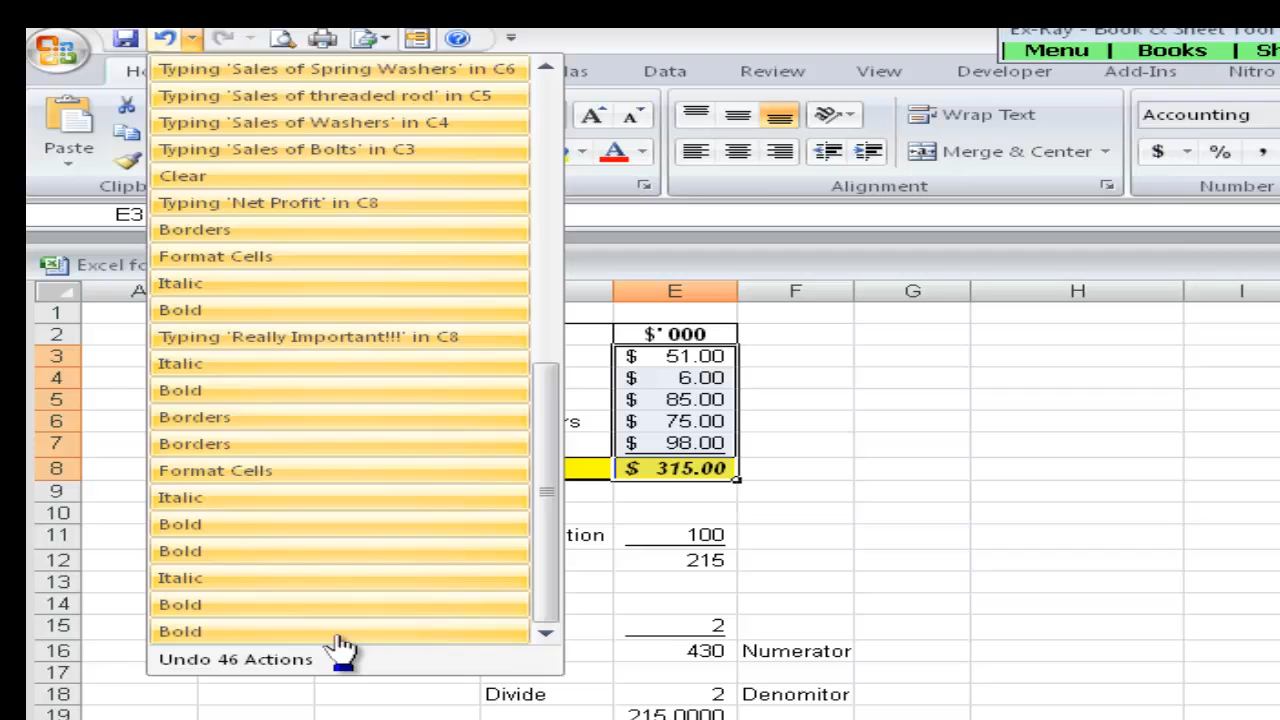 Ex-Ray - Book & Sheet Tool
Menu | Books | Sh
Data Review View Developer Add-Ins Nitro
Paste
Wrap Text
Merge & Center
Accounting
$ % ,
Clipb
Alignment
Number
E3
Excel fo
Typing 'Sales of Spring Washers' in C6
Typing 'Sales of threaded rod' in C5
Typing 'Sales of Washers' in C4
Typing 'Sales of Bolts' in C3
Clear
Typing 'Net Profit' in C8
Borders
Format Cells
Italic
Bold
Typing 'Really Important!!!' in C8
Italic
Bold
Borders
Borders
Format Cells
Italic
Bold
Bold
Italic
Bold
Bold
Undo 46 Actions
A E F G H I
1
2 $' 000
3 $ 51.00
4 $ 6.00
5 $ 85.00
6 rs $ 75.00
7 $ 98.00
8 $ 315.00
9
10
11 tion 100
12 215
13
14
15 2
16 430 Numerator
17
18 Divide 2 Denomitor
19 215.0000